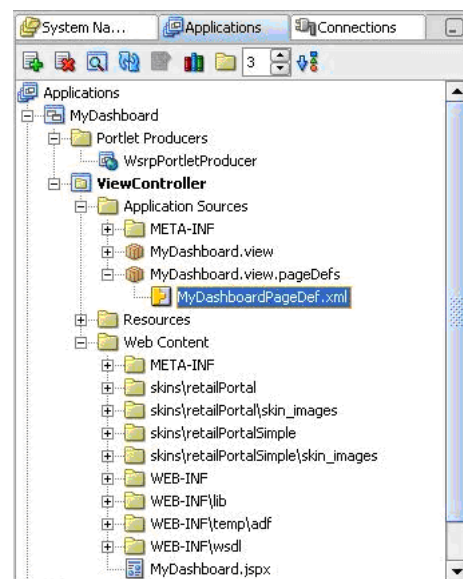 System Na...
Applications
Connections
3
Applications
MyDashboard
Portlet Producers
WsrpPortletProducer
ViewController
Application Sources
META-INF
MyDashboard.view
MyDashboard.view.pageDefs
MyDashboardPageDef.xml
Resources
Web Content
META-INF
skins\retailPortal
skins\retailPortal\skin_images
skins\retailPortalSimple
skins\retailPortalSimple\skin_images
WEB-INF
WEB-INF\lib
WEB-INF\temp\adf
WEB-INF\wsdl
MyDashboard.jspx